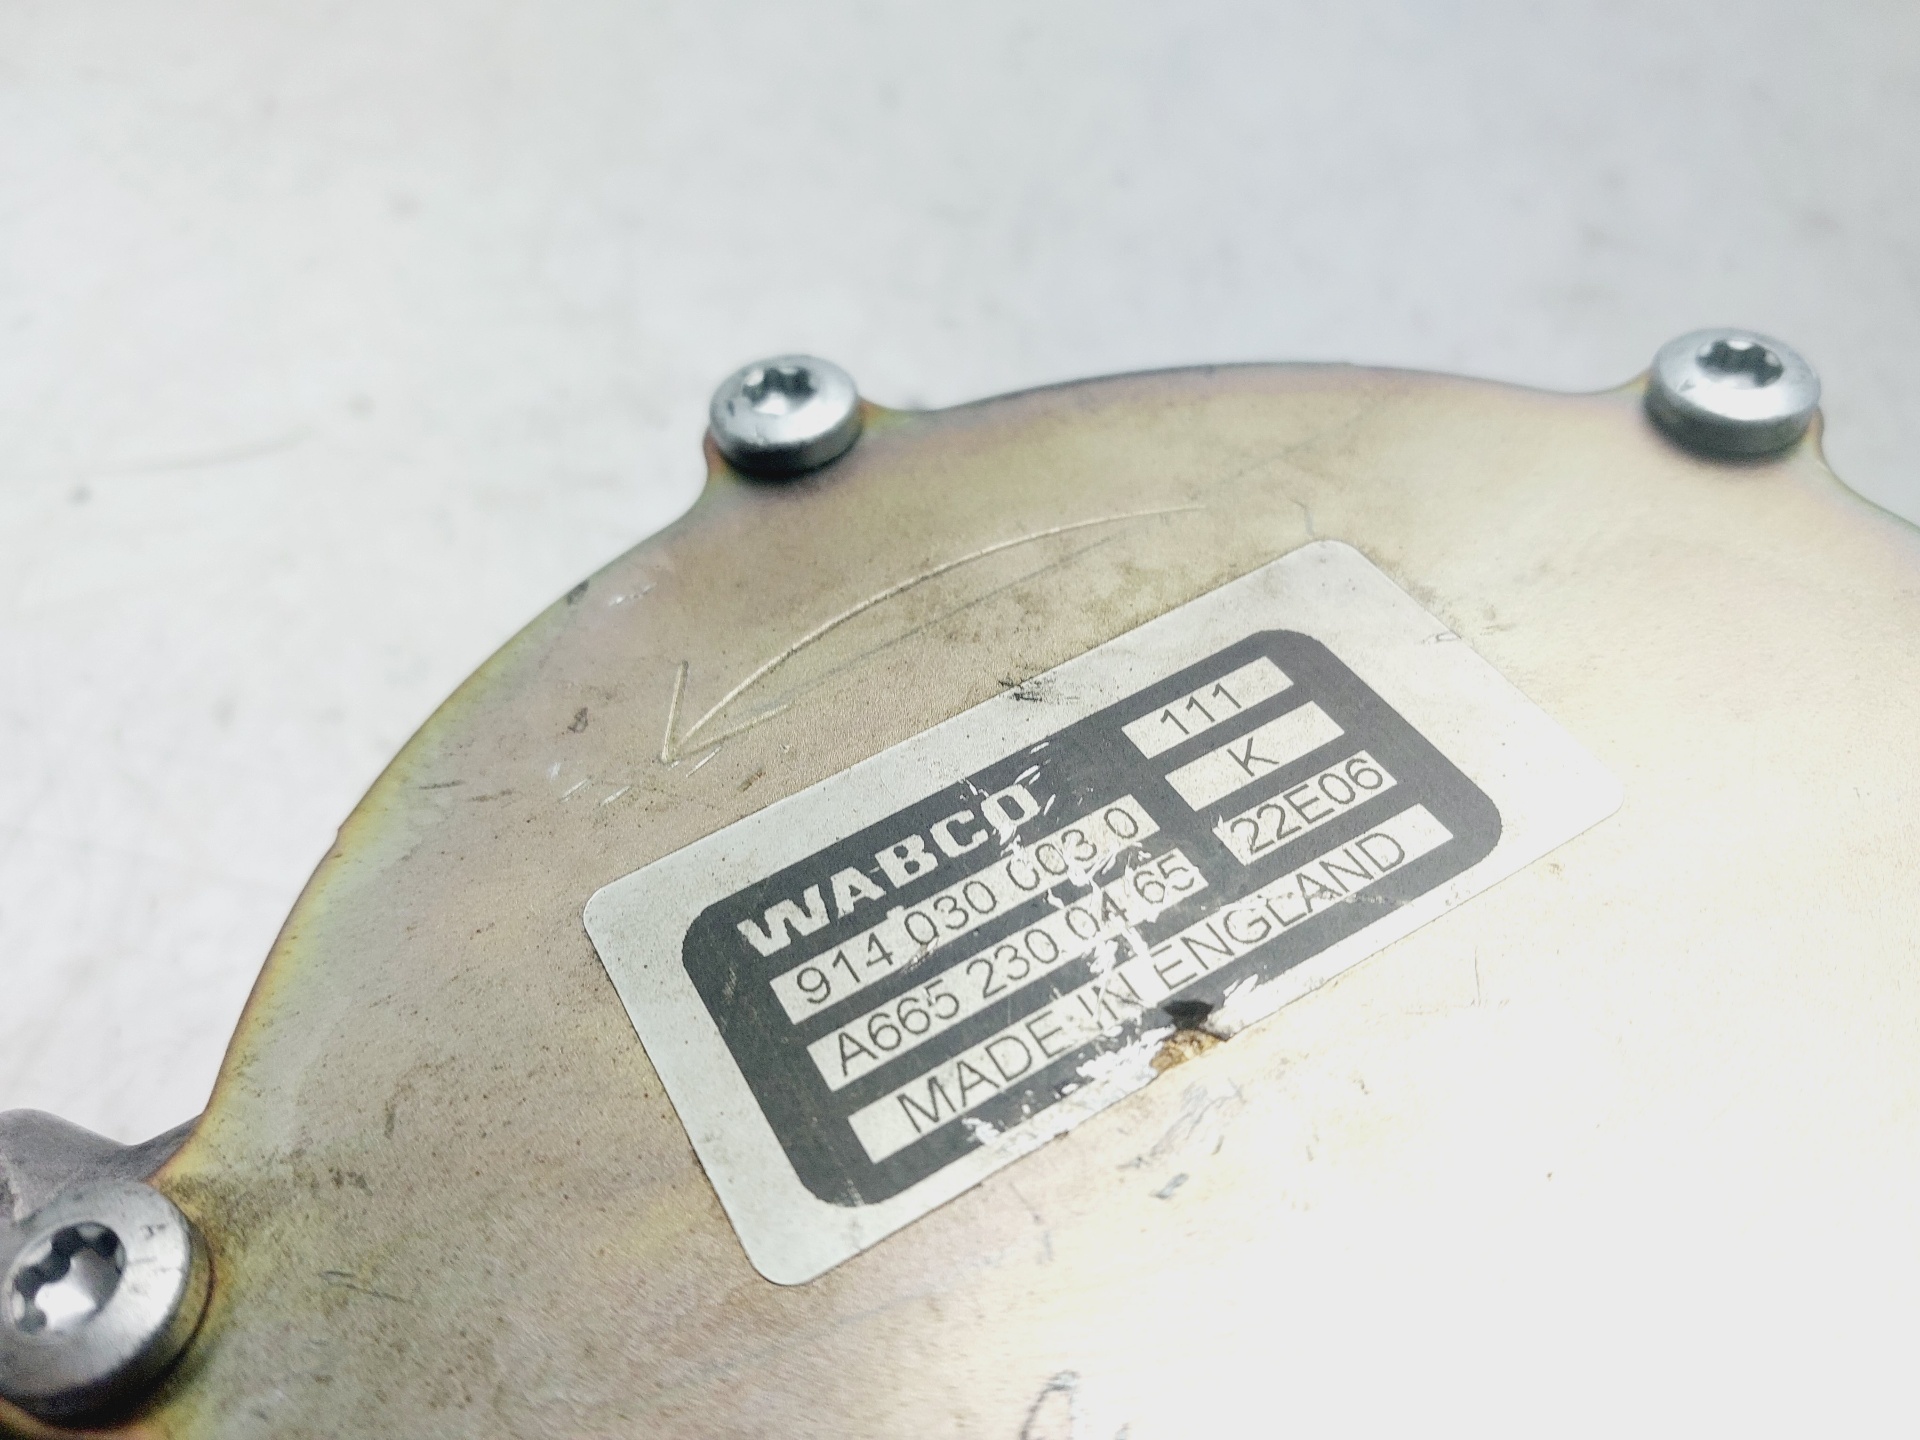 WABCO
111
K
914 030 003 0
22E06
A665 230 04 65
MADE IN ENGLAND